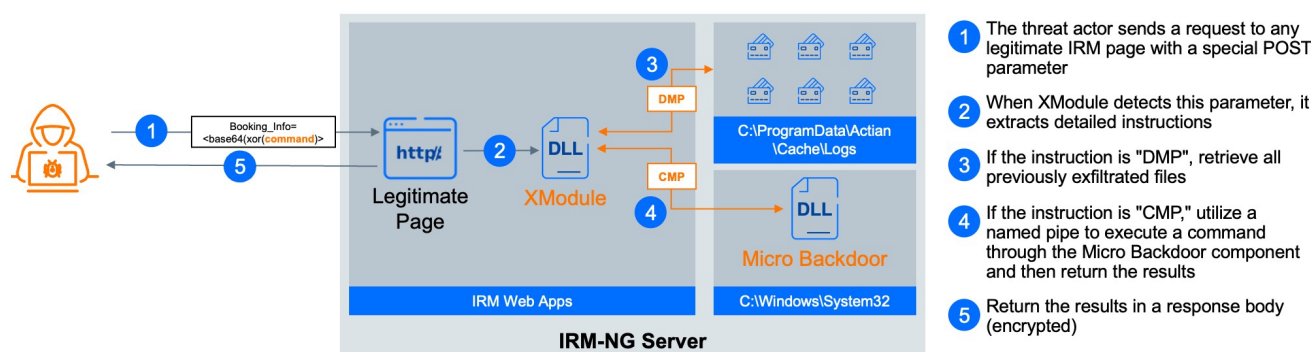 1
Booking_Info=
<base64(xor(command)>
5
http/:
Legitimate
Page
2
DLL
XModule
3
DMP
CMP
4
C:\ProgramData\Actian
\Cache\Logs
DLL
Micro Backdoor
IRM Web Apps
C:\Windows\System32
IRM-NG Server
1
The threat actor sends a request to any
legitimate IRM page with a special POST
parameter
2
When XModule detects this parameter, it
extracts detailed instructions
3
If the instruction is "DMP", retrieve all
previously exfiltrated files
4
If the instruction is "CMP," utilize a
named pipe to execute a command
through the Micro Backdoor component
and then return the results
5
Return the results in a response body
(encrypted)